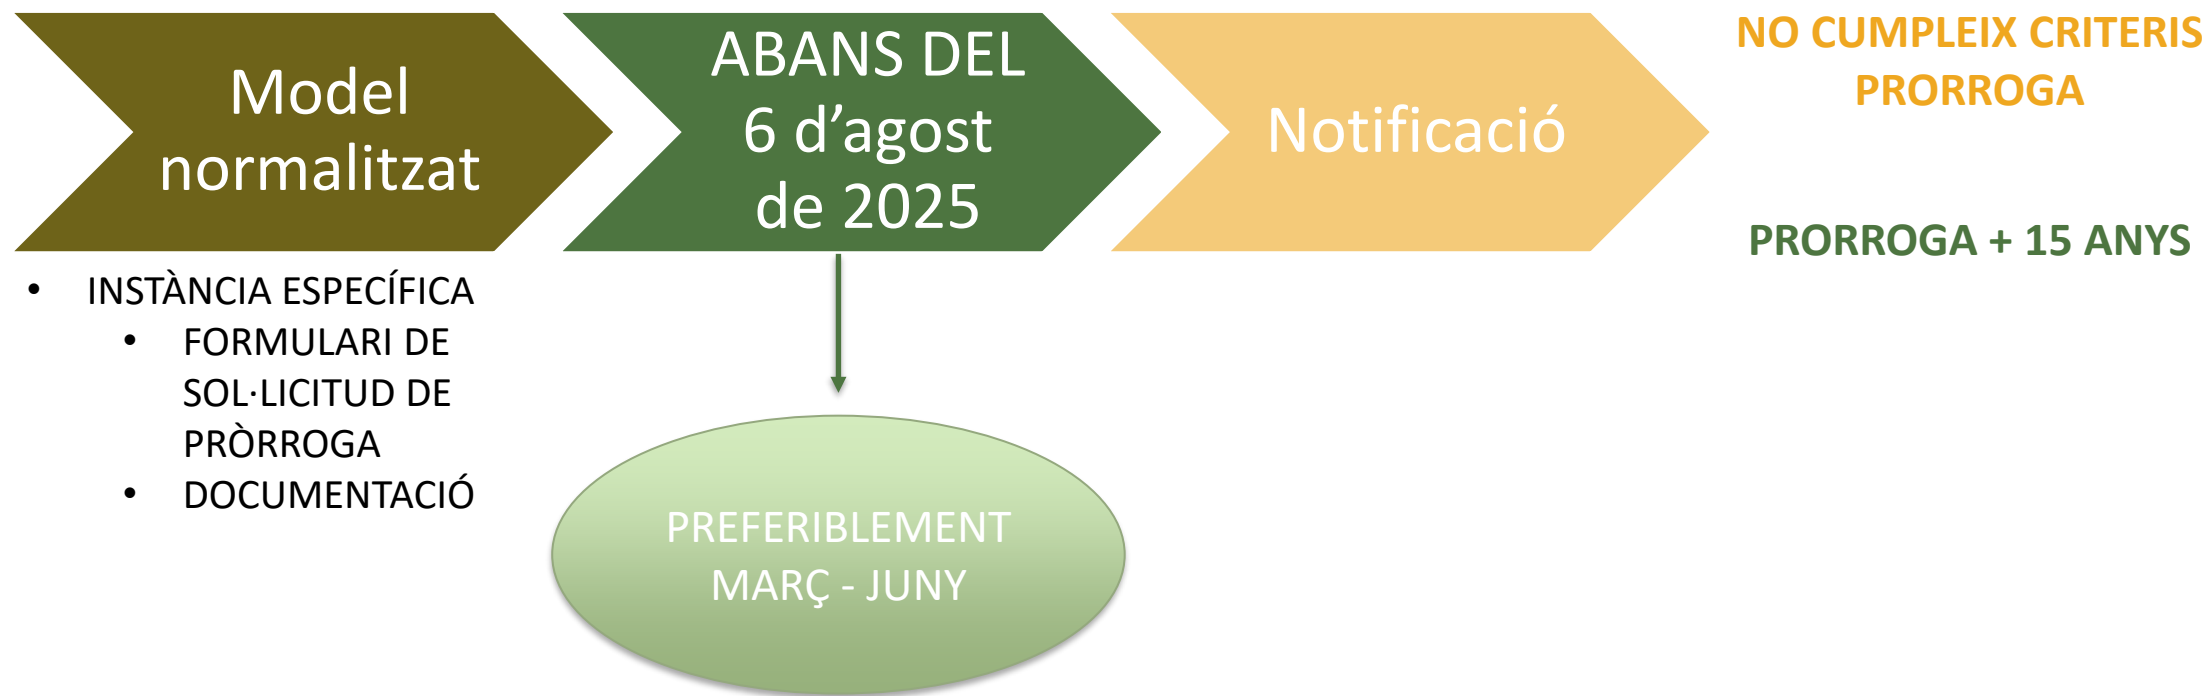 Model
normalitzat
• INSTÀNCIA ESPECÍFICA
• FORMULARI DE
SOL·LICITUD DE
PRÒRROGA
• DOCUMENTACIÓ
ABANS DEL
6 d’agost
de 2025
PREFERIBLEMENT
MARÇ - JUNY
Notificació
NO CUMPLEIX CRITERIS
PRORROGA
PRORROGA + 15 ANYS